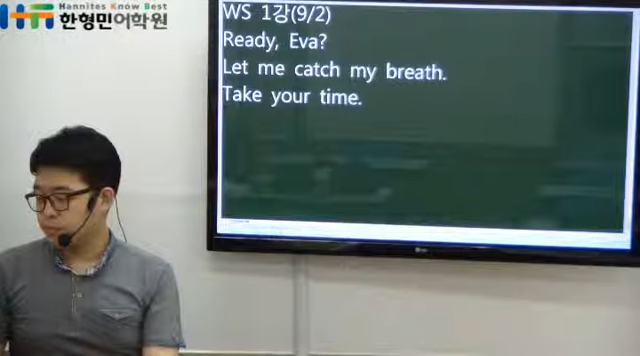 Hannites Know Best
한형민어학원
WS 1강(9/2)
Ready, Eva?
Let me catch my breath.
Take your time.
LG